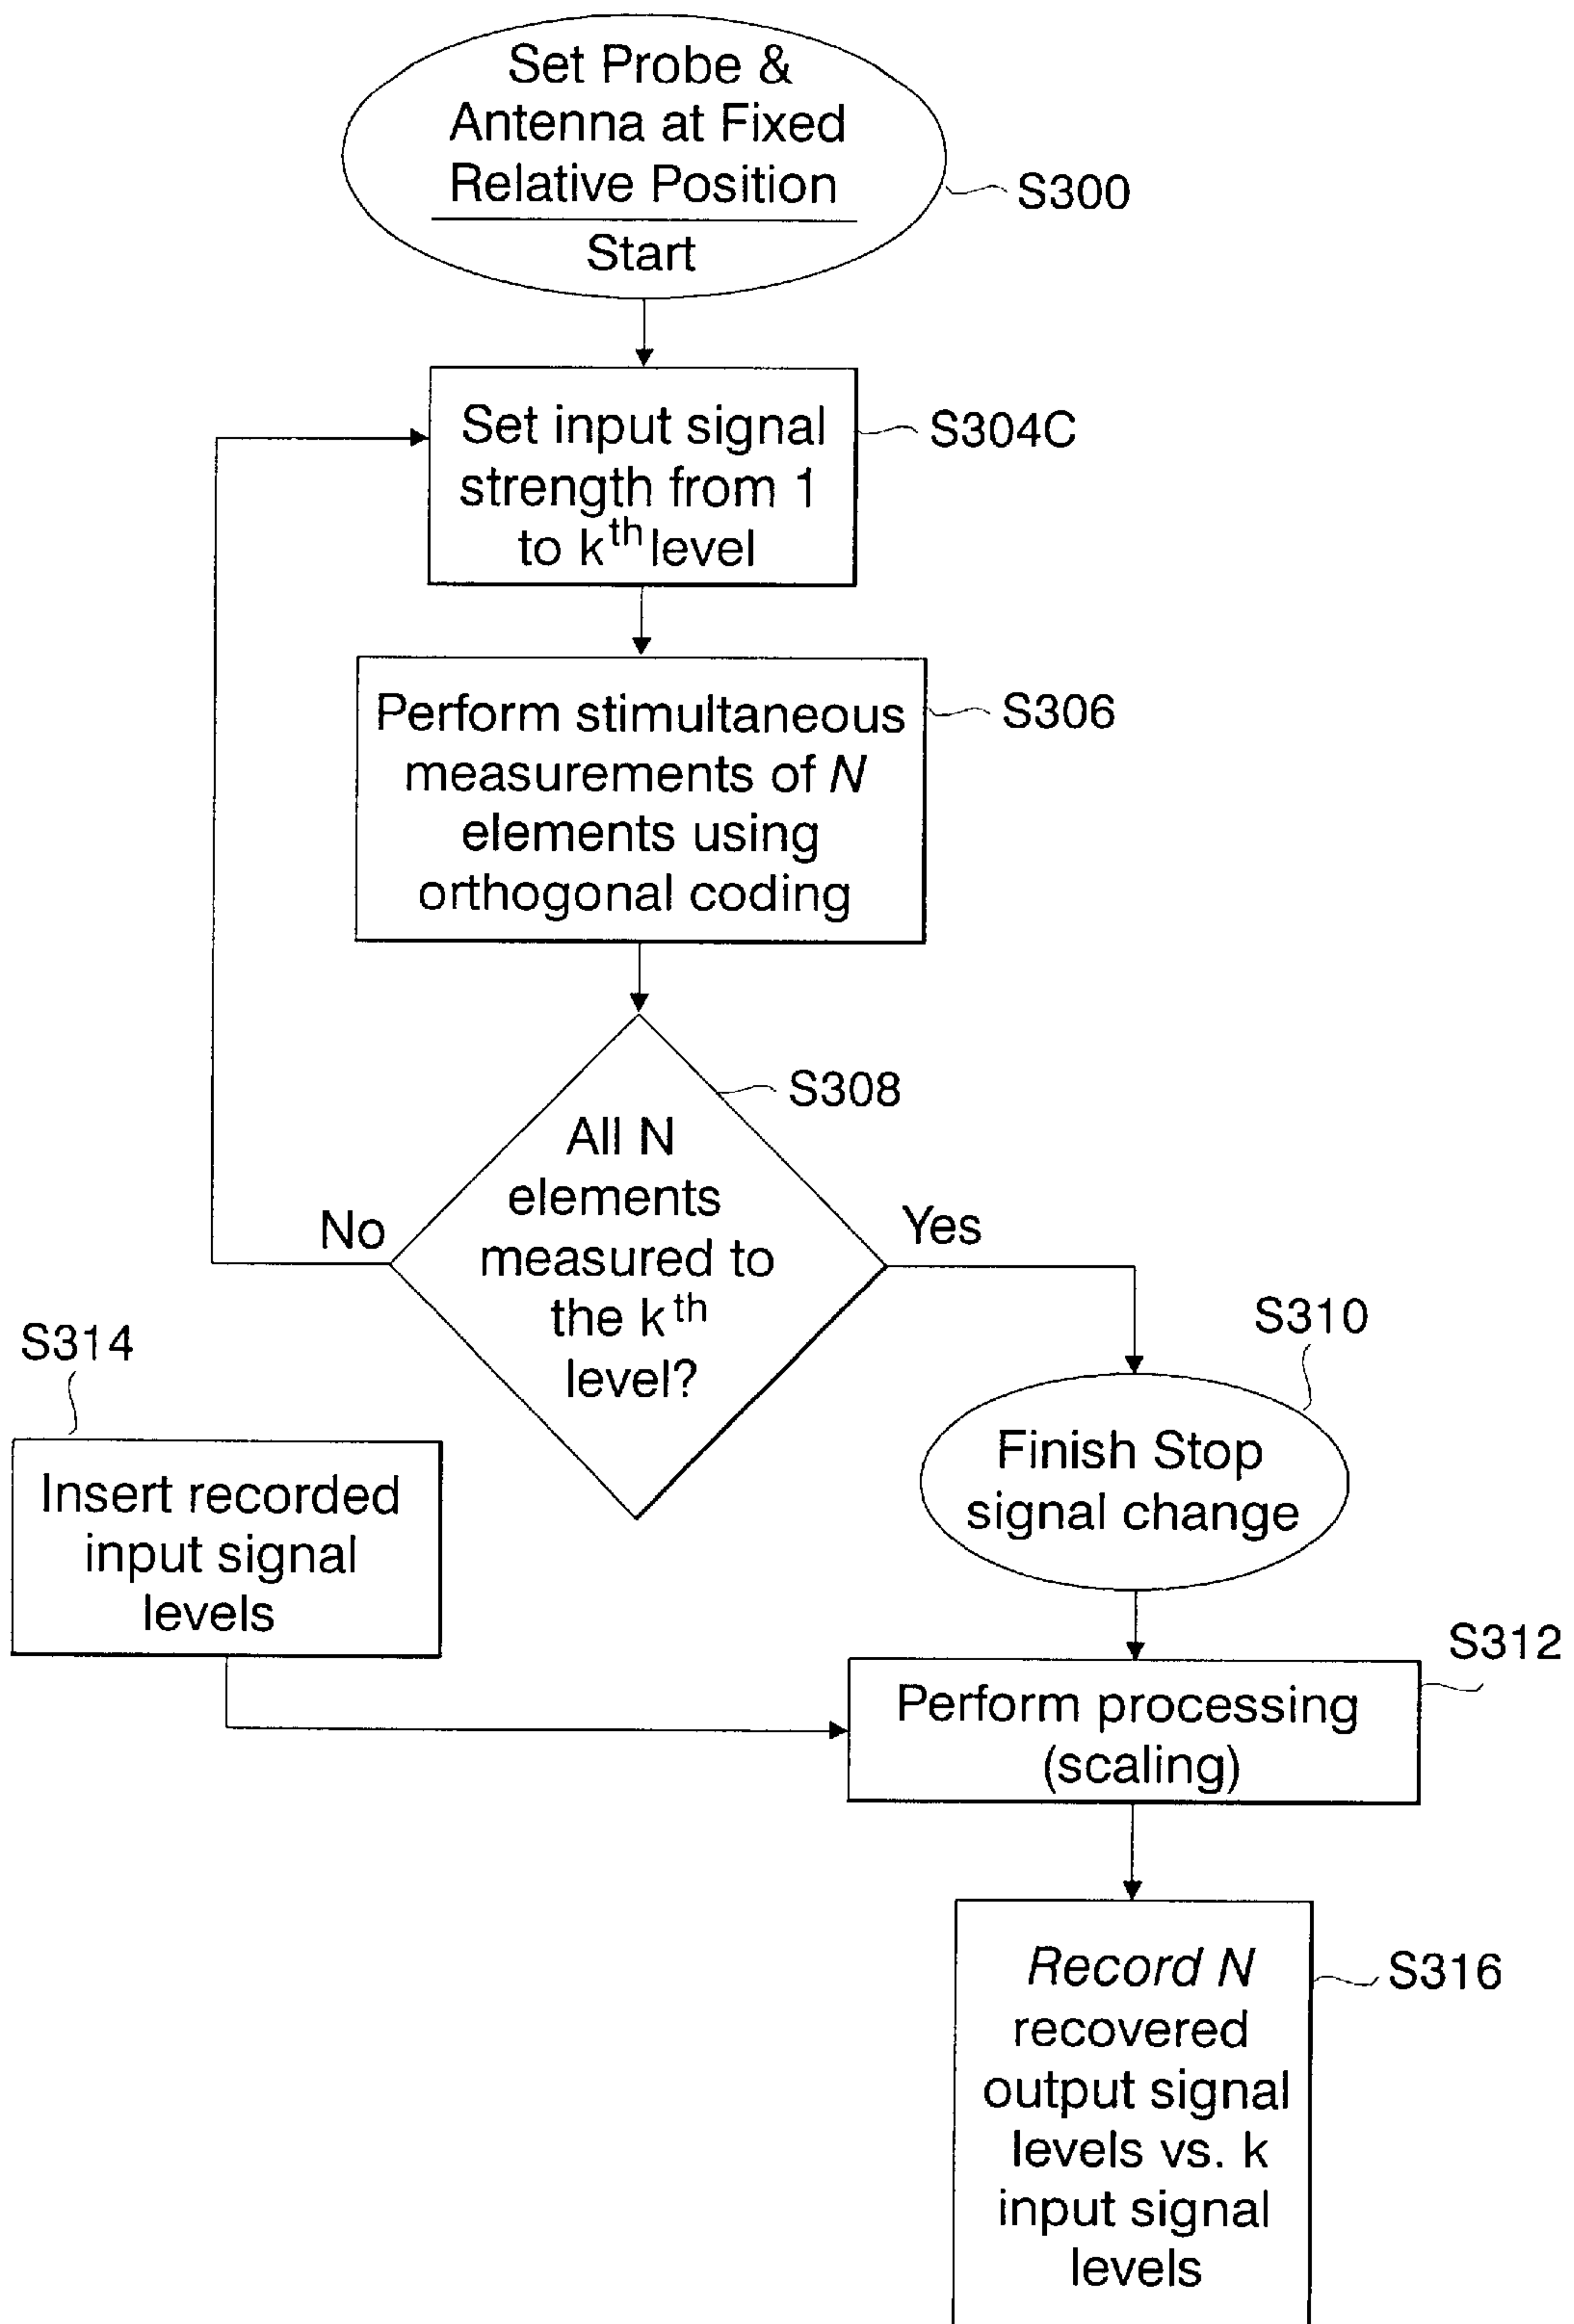 Set Probe &
Antenna at Fixed
Relative Position
Start
S300
Set input signal
strength from 1
to kth level
S304C
Perform stimultaneous
measurements of N
elements using
orthogonal coding
S306
S308
All N
elements
measured to
the kth
level?
No
Yes
S310
Finish Stop
signal change
S314
Insert recorded
input signal
levels
S312
Perform processing
(scaling)
Record N
recovered
output signal
levels vs. k
input signal
levels
S316